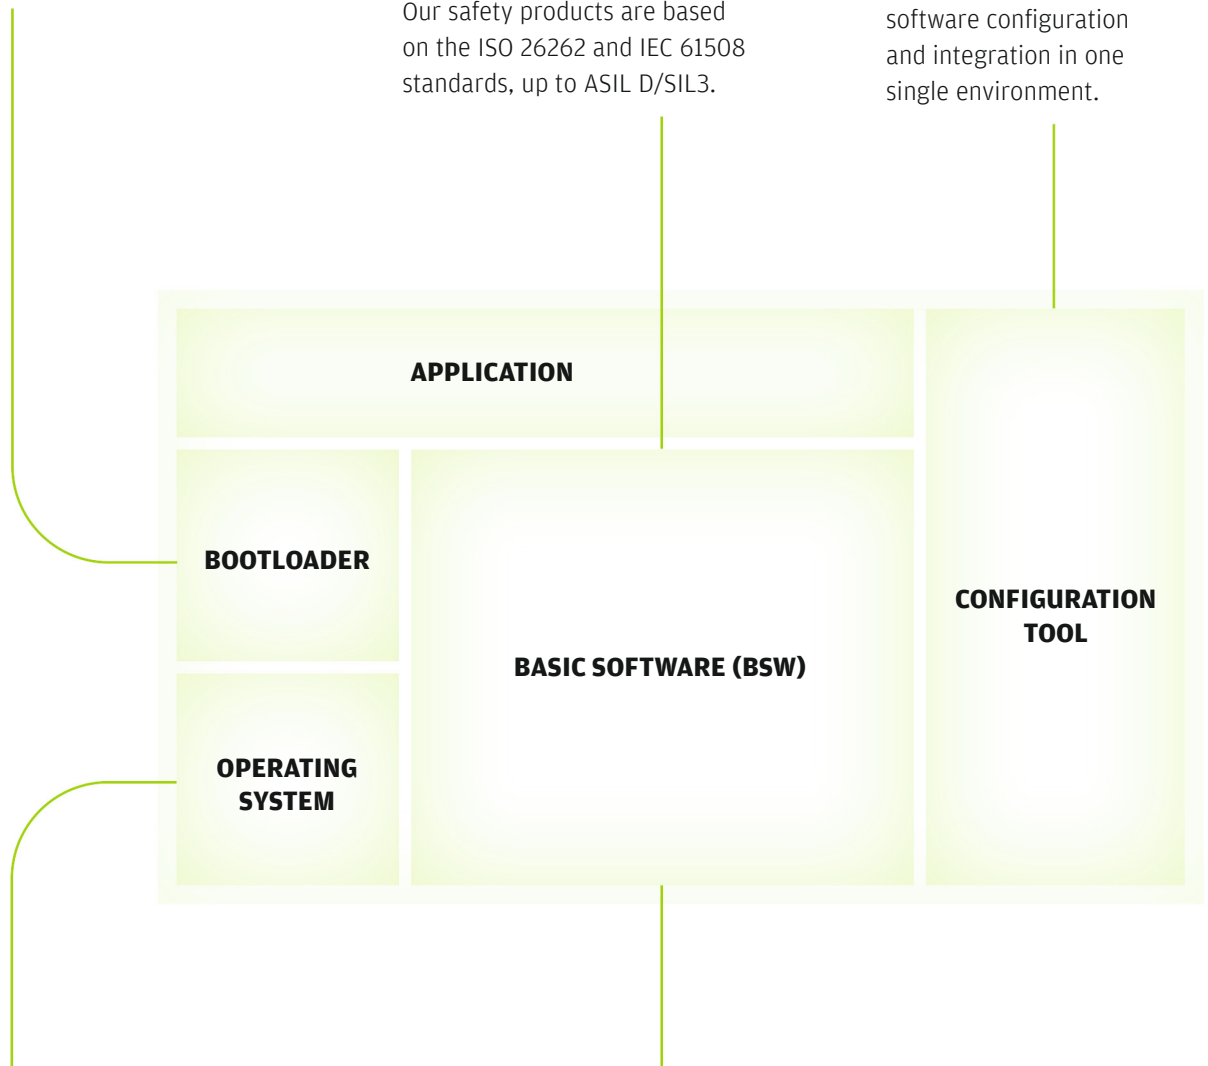 Our safety products are based
on the ISO 26262 and IEC 61508
standards, up to ASIL D/SIL3.
software configuration
and integration in one
single environment.
APPLICATION
BOOTLOADER
BASIC SOFTWARE (BSW)
CONFIGURATION
TOOL
OPERATING
SYSTEM